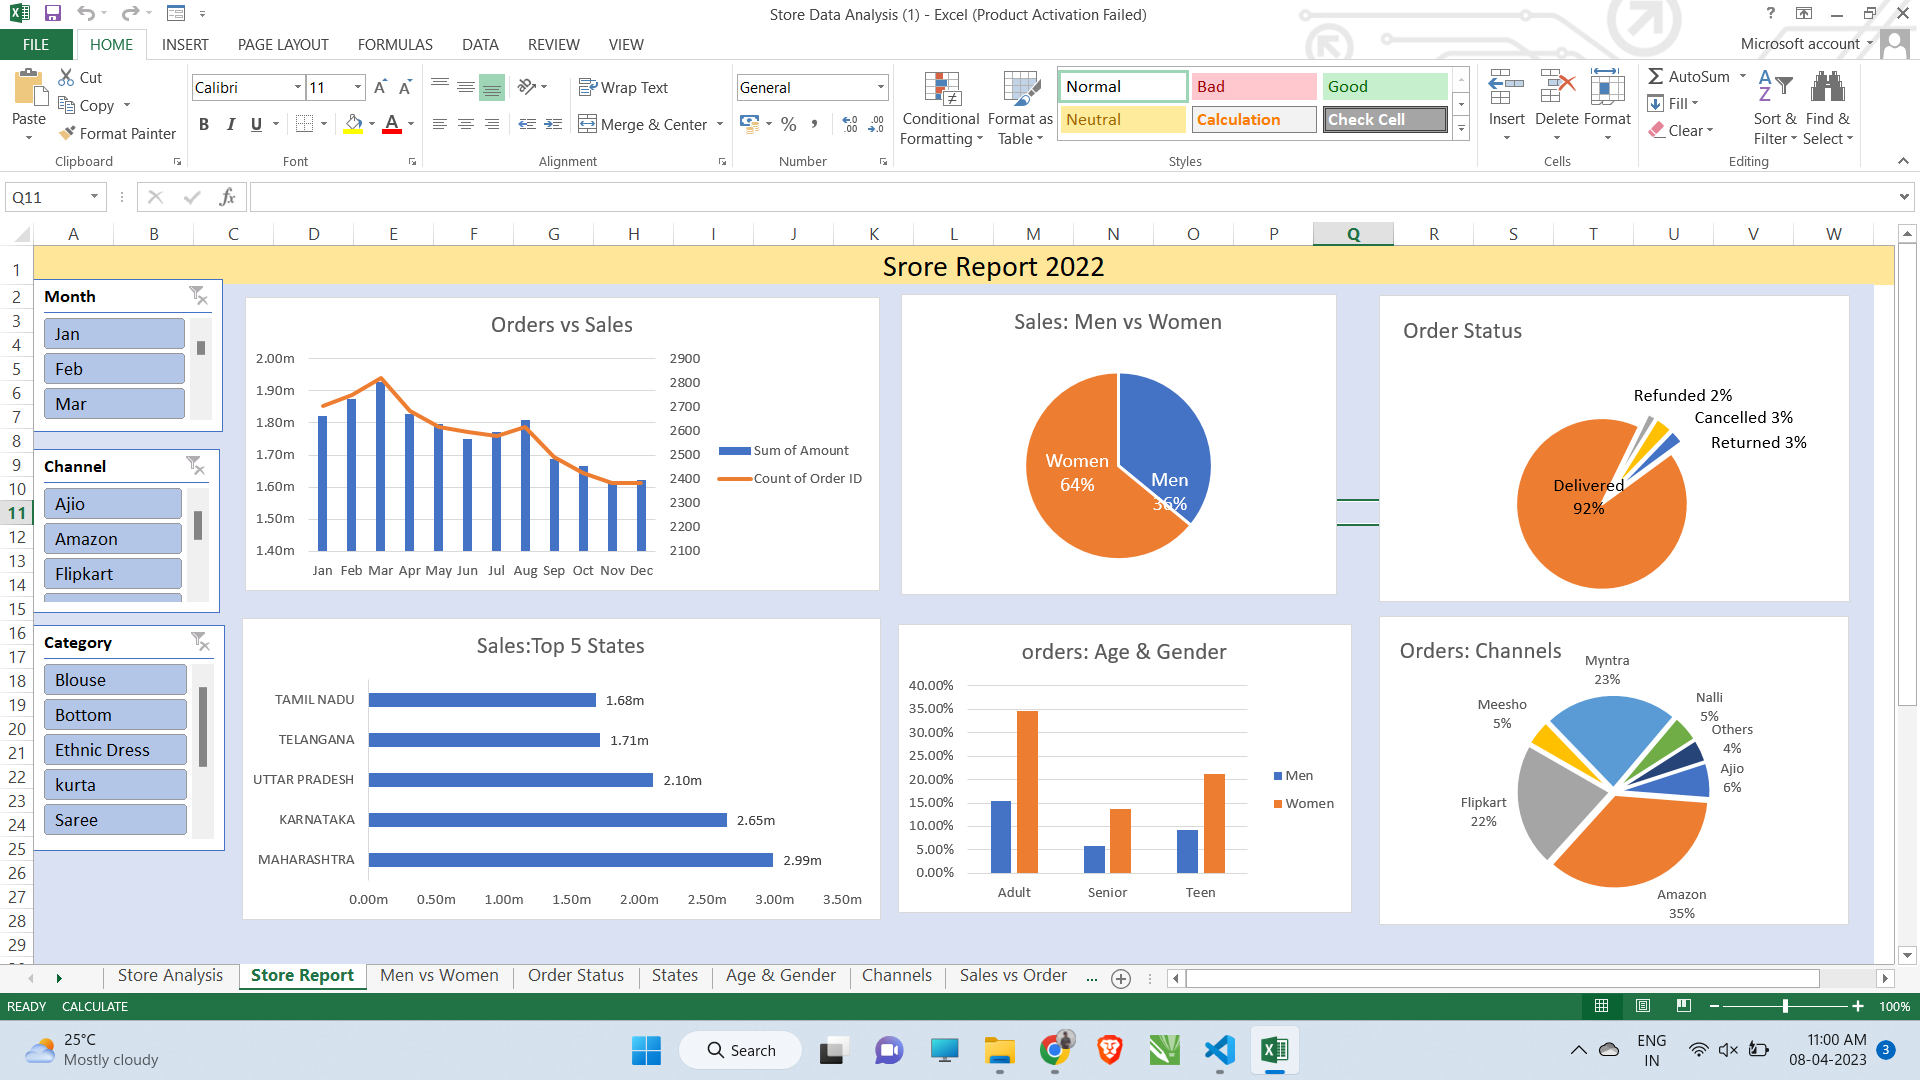 Store Data Analysis (1) - Excel (Product Activation Failed)
?
FILE HOME INSERT PAGE LAYOUT FORMULAS DATA REVIEW VIEW
Microsoft account
Paste
Cut
Copy
Format Painter
Clipboard
Calibri 11
B I U
Font
Wrap Text
Merge & Center
Alignment
General
%
Number
Conditional Formatting
Format as Table
Normal Bad Good
Neutral Calculation Check Cell
Styles
Insert Delete Format
Cells
AutoSum
Fill
Clear
Sort & Filter
Find & Select
Editing
Q11
fx
A B C D E F G H I J K L M N O P Q R S T U V W
1
2
3
4
5
6
7
8
9
10
11
12
13
14
15
16
17
18
19
20
21
22
23
24
25
26
27
28
29
Srore Report 2022
Month
Jan
Feb
Mar
Channel
Ajio
Amazon
Flipkart
Category
Blouse
Bottom
Ethnic Dress
kurta
Saree
Orders vs Sales
2.00m
1.90m
1.80m
1.70m
1.60m
1.50m
1.40m
2900
2800
2700
2600
2500
2400
2300
2200
2100
Jan Feb Mar Apr May Jun Jul Aug Sep Oct Nov Dec
Sum of Amount
Count of Order ID
Sales: Men vs Women
Women
64%
Men
36%
Order Status
Refunded 2%
Cancelled 3%
Returned 3%
Delivered
92%
Sales:Top 5 States
TAMIL NADU 1.68m
TELANGANA 1.71m
UTTAR PRADESH 2.10m
KARNATAKA 2.65m
MAHARASHTRA 2.99m
0.00m 0.50m 1.00m 1.50m 2.00m 2.50m 3.00m 3.50m
orders: Age & Gender
40.00%
35.00%
30.00%
25.00%
20.00%
15.00%
10.00%
5.00%
0.00%
Adult Senior Teen
Men
Women
Orders: Channels
Myntra
23%
Meesho
5%
Nalli
5%
Others
4%
Ajio
6%
Flipkart
22%
Amazon
35%
Store Analysis Store Report Men vs Women Order Status States Age & Gender Channels Sales vs Order ...
READY CALCULATE
100%
25°C
Mostly cloudy
Search
ENG
IN
11:00 AM
08-04-2023
3